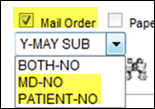 Mail Order Pape
Y-MAY SUB
BOTH-NO
MD-NO
PATIENT-NO